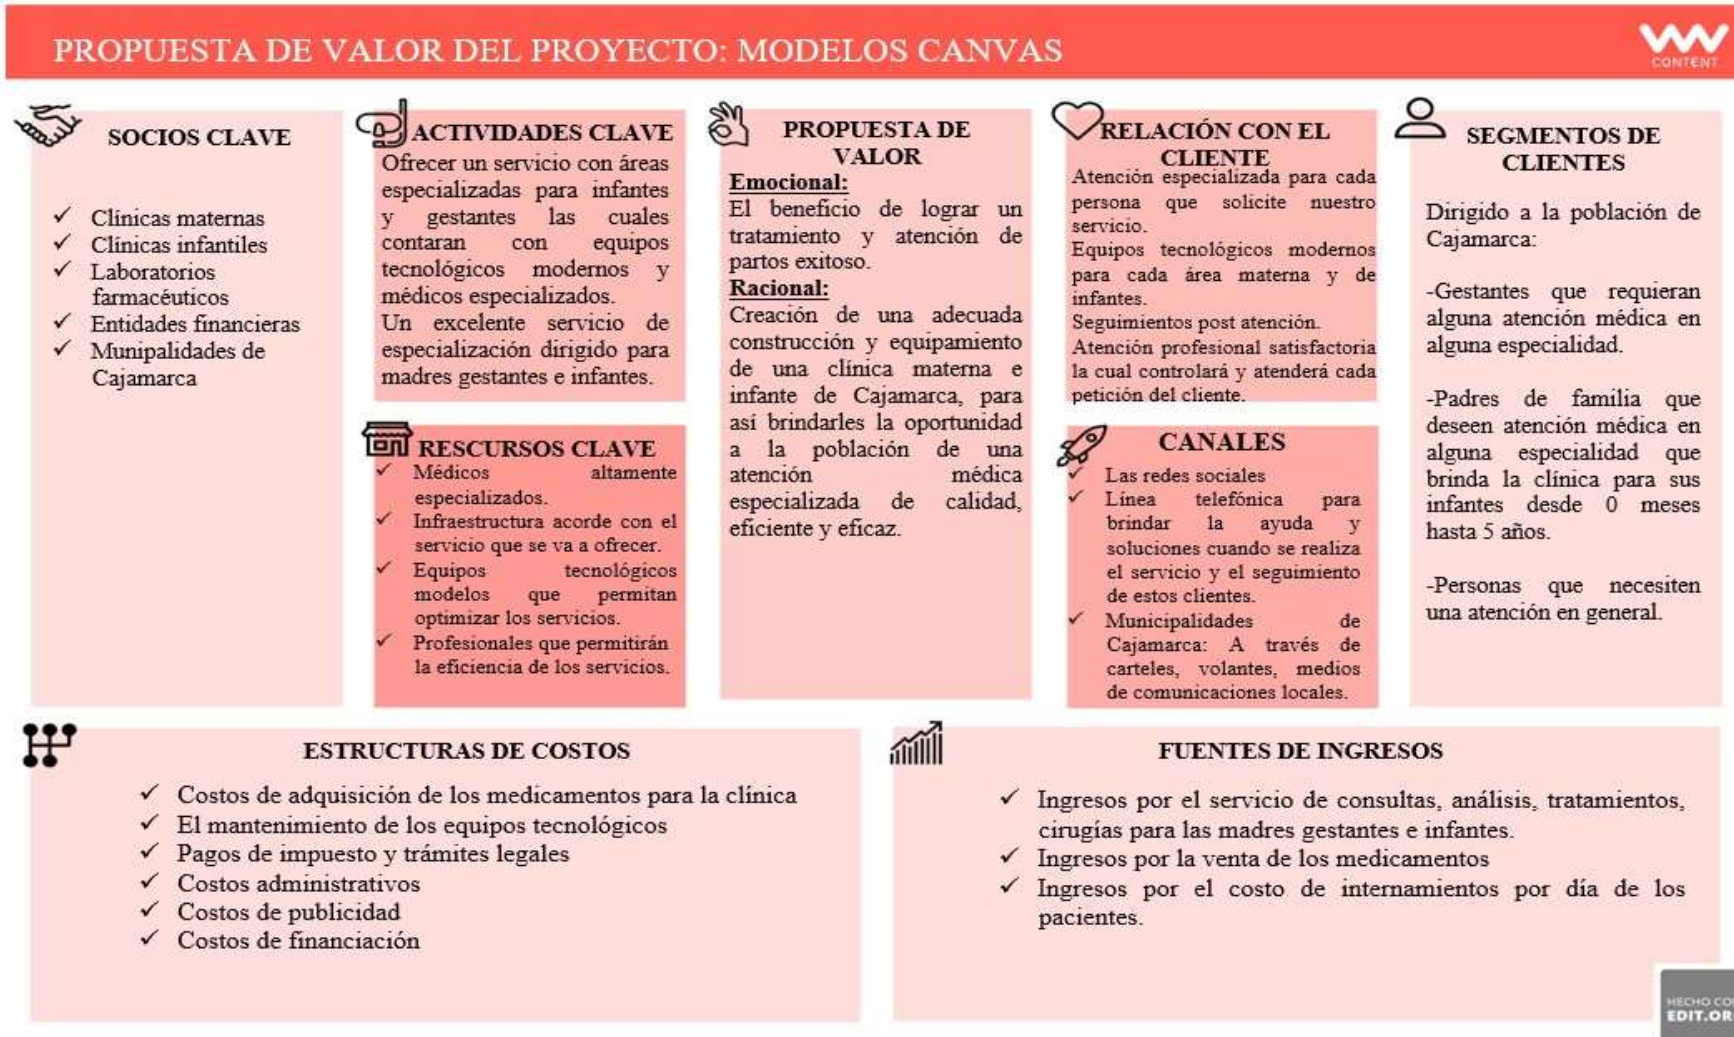 PROPUESTA DE VALOR DEL PROYECTO: MODELOS CANVAS
CONTENT
SOCIOS CLAVE
✓ Clínicas maternas
✓ Clínicas infantiles
✓ Laboratorios
farmacéuticos
✓ Entidades financieras
✓ Munipalidades de
Cajamarca
ACTIVIDADES CLAVE
Ofrecer un servicio con áreas
especializadas para infantes
y gestantes las cuales
contaran con equipos
tecnológicos modernos y
médicos especializados.
Un excelente servicio de
especialización dirigido para
madres gestantes e infantes.
RESCURSOS CLAVE
✓ Médicos altamente
especializados.
✓ Infraestructura acorde con el
servicio que se va a ofrecer.
✓ Equipos tecnológicos
modelos que permitan
optimizar los servicios.
✓ Profesionales que permitirán
la eficiencia de los servicios.
PROPUESTA DE
VALOR
Emocional:
El beneficio de lograr un
tratamiento y atención de
partos exitoso.
Racional:
Creación de una adecuada
construcción y equipamiento
de una clínica materna e
infante de Cajamarca, para
así brindarles la oportunidad
a la población de una
atención médica
especializada de calidad,
eficiente y eficaz.
RELACIÓN CON EL
CLIENTE
Atención especializada para cada
persona que solicite nuestro
servicio.
Equipos tecnológicos modernos
para cada área materna y de
infantes.
Seguimientos post atención.
Atención profesional satisfactoria
la cual controlará y atenderá cada
petición del cliente.
CANALES
✓ Las redes sociales
✓ Línea telefónica para
brindar la ayuda y
soluciones cuando se realiza
el servicio y el seguimiento
de estos clientes.
✓ Municipalidades de
Cajamarca: A través de
carteles, volantes, medios
de comunicaciones locales.
SEGMENTOS DE
CLIENTES
Dirigido a la población de
Cajamarca:
-Gestantes que requieran
alguna atención médica en
alguna especialidad.
-Padres de familia que
deseen atención médica en
alguna especialidad que
brinda la clínica para sus
infantes desde 0 meses
hasta 5 años.
-Personas que necesiten
una atención en general.
ESTRUCTURAS DE COSTOS
✓ Costos de adquisición de los medicamentos para la clínica
✓ El mantenimiento de los equipos tecnológicos
✓ Pagos de impuesto y trámites legales
✓ Costos administrativos
✓ Costos de publicidad
✓ Costos de financiación
FUENTES DE INGRESOS
✓ Ingresos por el servicio de consultas, análisis, tratamientos,
cirugías para las madres gestantes e infantes.
✓ Ingresos por la venta de los medicamentos
✓ Ingresos por el costo de internamientos por día de los
pacientes.
HECHO CO
EDIT.OR